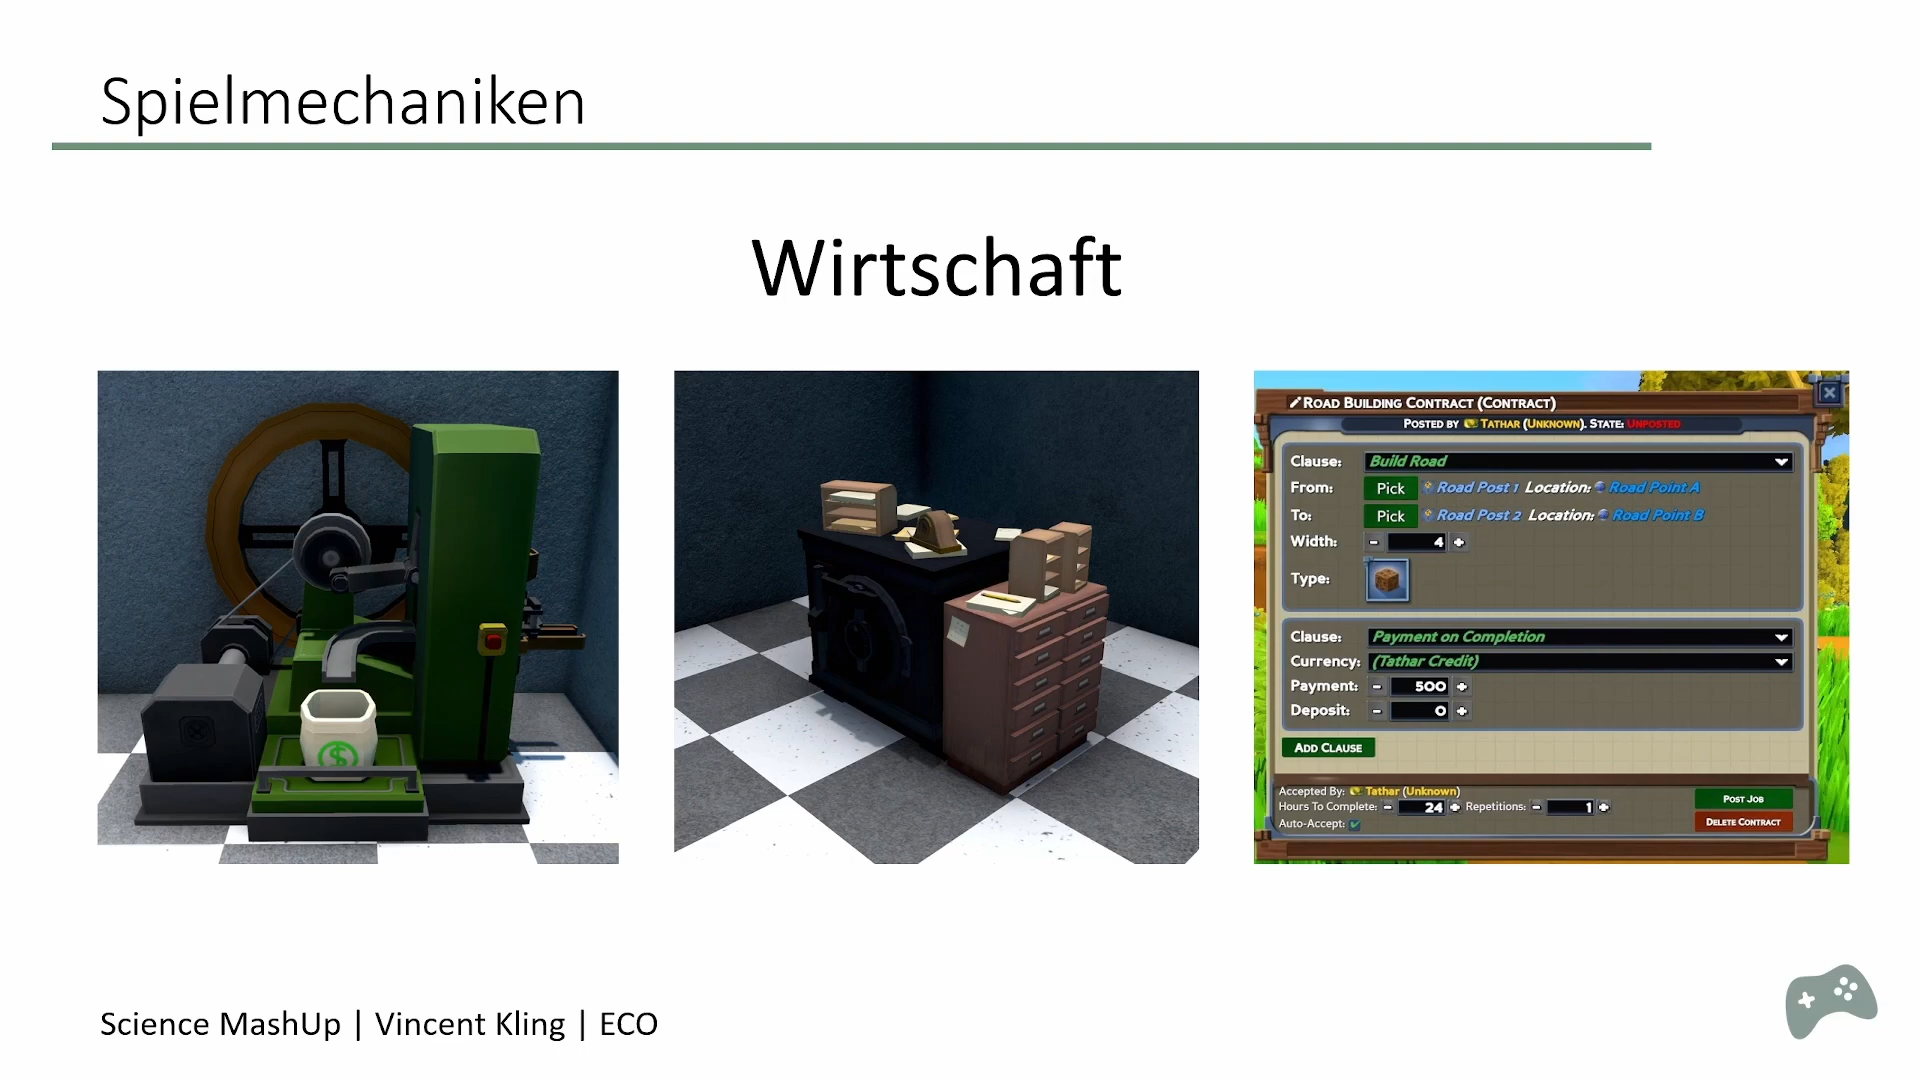 Spielmechaniken
Wirtschaft
ROAD BUILDING CONTRACT (CONTRACT)
POSTED BY TATHAR (UNKNOWN). STATE: UNPOSTED
Clause: Build Road
From: Pick Road Post 1 Location: Road Point A
To: Pick Road Post 2 Location: Road Point B
Width: - 4 +
Type:
Clause: Payment on Completion
Currency: (Tathar Credit)
Payment: - 500 +
Deposit: - 0 +
ADD CLAUSE
Accepted By: Tathar (Unknown)
Hours To Complete: - 24 + Repetitions: - 1 +
Auto-Accept:
POST JOB
DELETE CONTRACT
Science MashUp | Vincent Kling | ECO